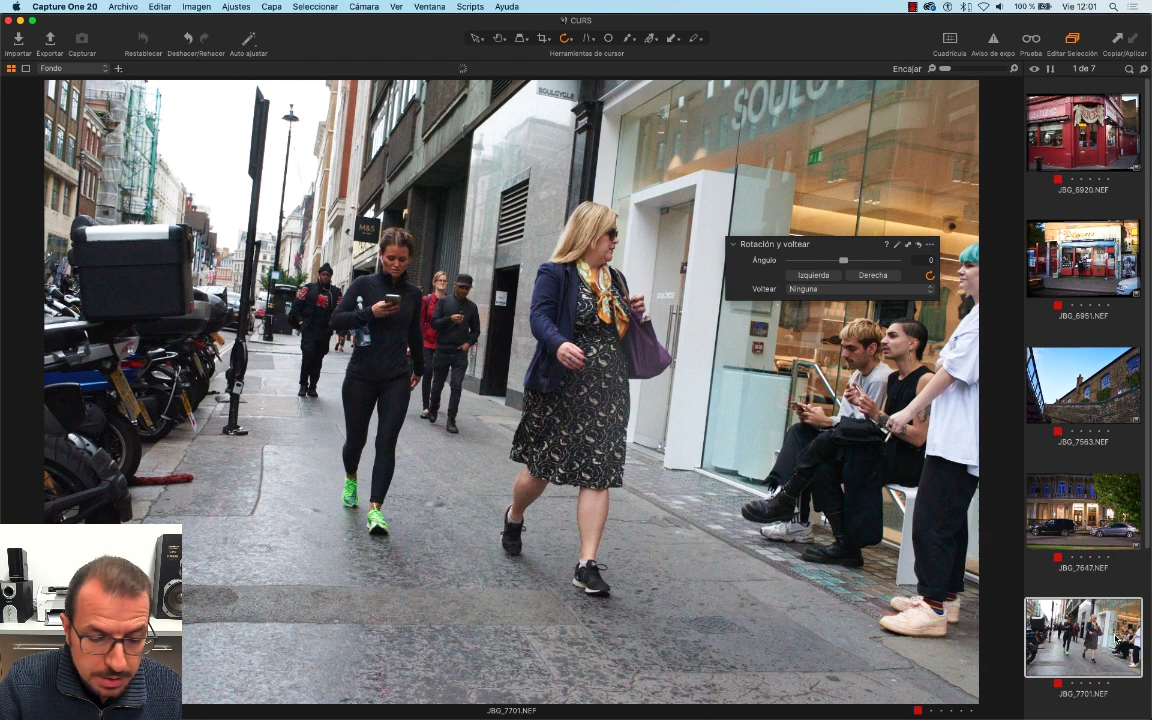 Capture One 20 Archivo Editar Imagen Ajustes Capa Seleccionar Cámara Ver Ventana Scripts Ayuda 100 % Vie 12:01
CURS
Importar Exportar Capturar Restablecer Deshacer/Rehacer Auto ajustar Herramientas de cursor Cuadrícula Aviso de expo Prueba Editar Selección Copiar/Aplicar
Fondo Encajar 1 de 7
SOULCYCLE
SOULCY
M&S
Rotación y voltear ?
Ángulo 0
Izquierda Derecha
Voltear Ninguna
JBG_6920.NEF
JBG_6951.NEF
JBG_7563.NEF
JBG_7647.NEF
JBG_7701.NEF
JBG_7701.NEF